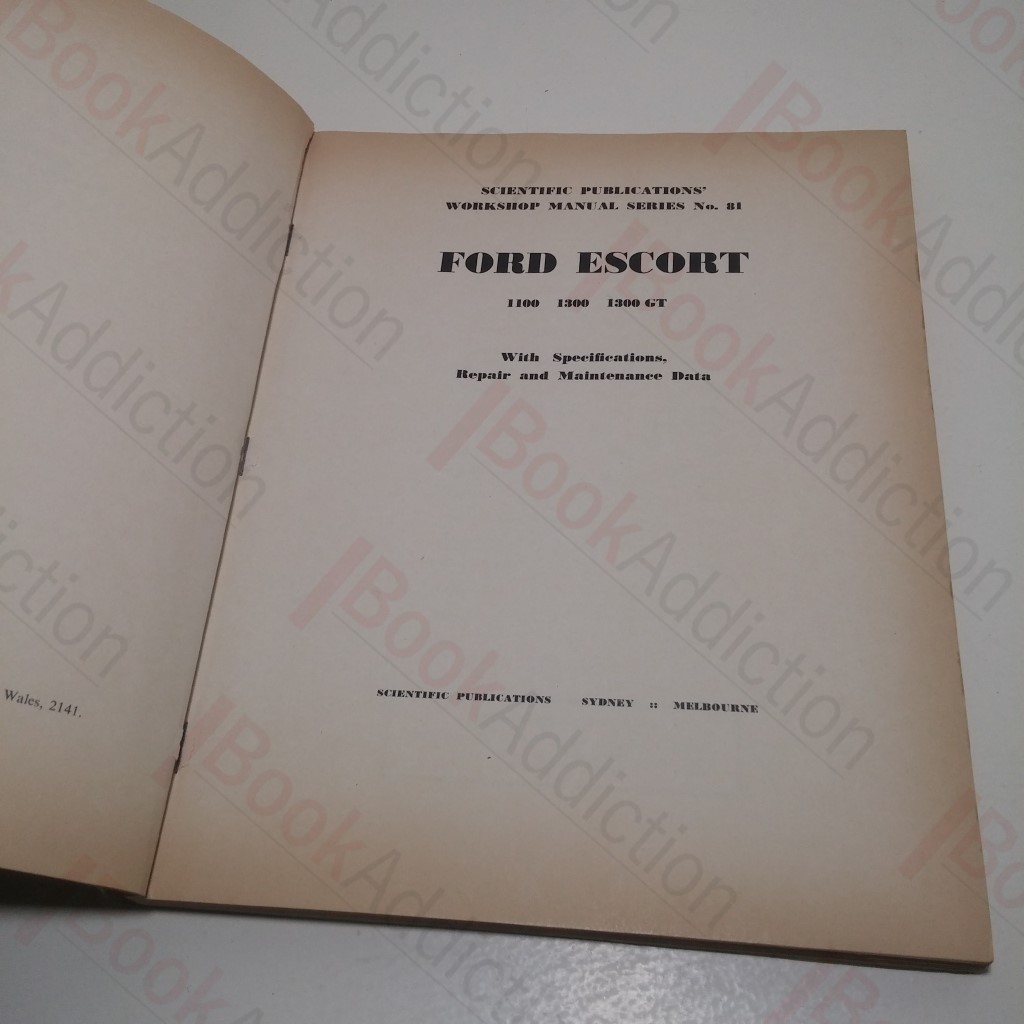 Wales, 2141.
SCIENTIFIC PUBLICATIONS'
WORKSHOP MANUAL SERIES No. 81
FORD ESCORT
1100 1300 1300 GT
With Specifications,
Repair and Maintenance Data
SCIENTIFIC PUBLICATIONS SYDNEY :: MELBOURNE
BookAddiction